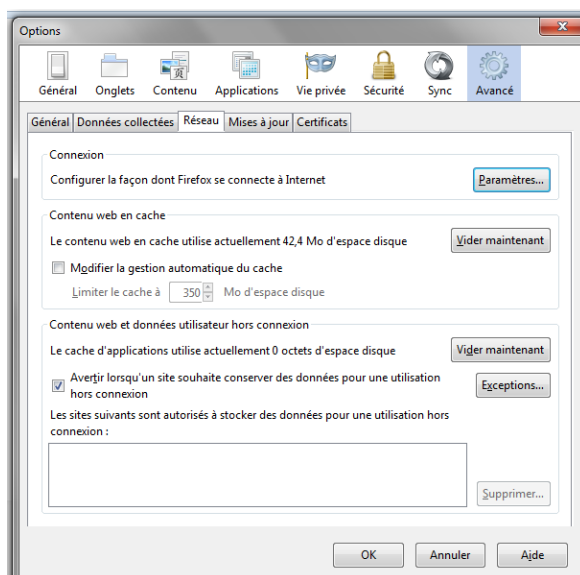 Options
Général Onglets Contenu Applications Vie privée Sécurité Sync Avancé
Général Données collectées Réseau Mises à jour Certificats
Connexion
Configurer la façon dont Firefox se connecte à Internet Paramètres...
Contenu web en cache
Le contenu web en cache utilise actuellement 42,4 Mo d'espace disque Vider maintenant
Modifier la gestion automatique du cache
Limiter le cache à 350 Mo d'espace disque
Contenu web et données utilisateur hors connexion
Le cache d'applications utilise actuellement 0 octets d'espace disque Vider maintenant
Avertir lorsqu'un site souhaite conserver des données pour une utilisation
hors connexion
Exceptions...
Les sites suivants sont autorisés à stocker des données pour une utilisation hors
connexion :
Supprimer...
OK Annuler Aide